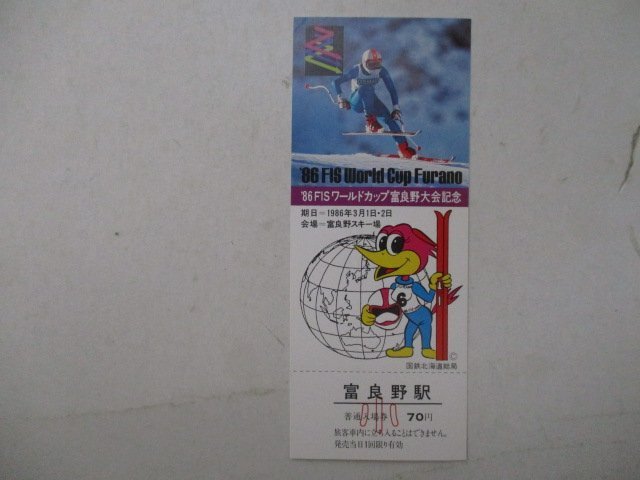 '86 FIS World Cup Furano
'86FISワールドカップ富良野大会記念
期日=1986年3月1日・2日
会場=富良野スキー場
6
©
国鉄北海道総局
富良野駅
普通入場券 70円
小
旅客車内に立ち入ることはできません。
発売当日1回限り有効